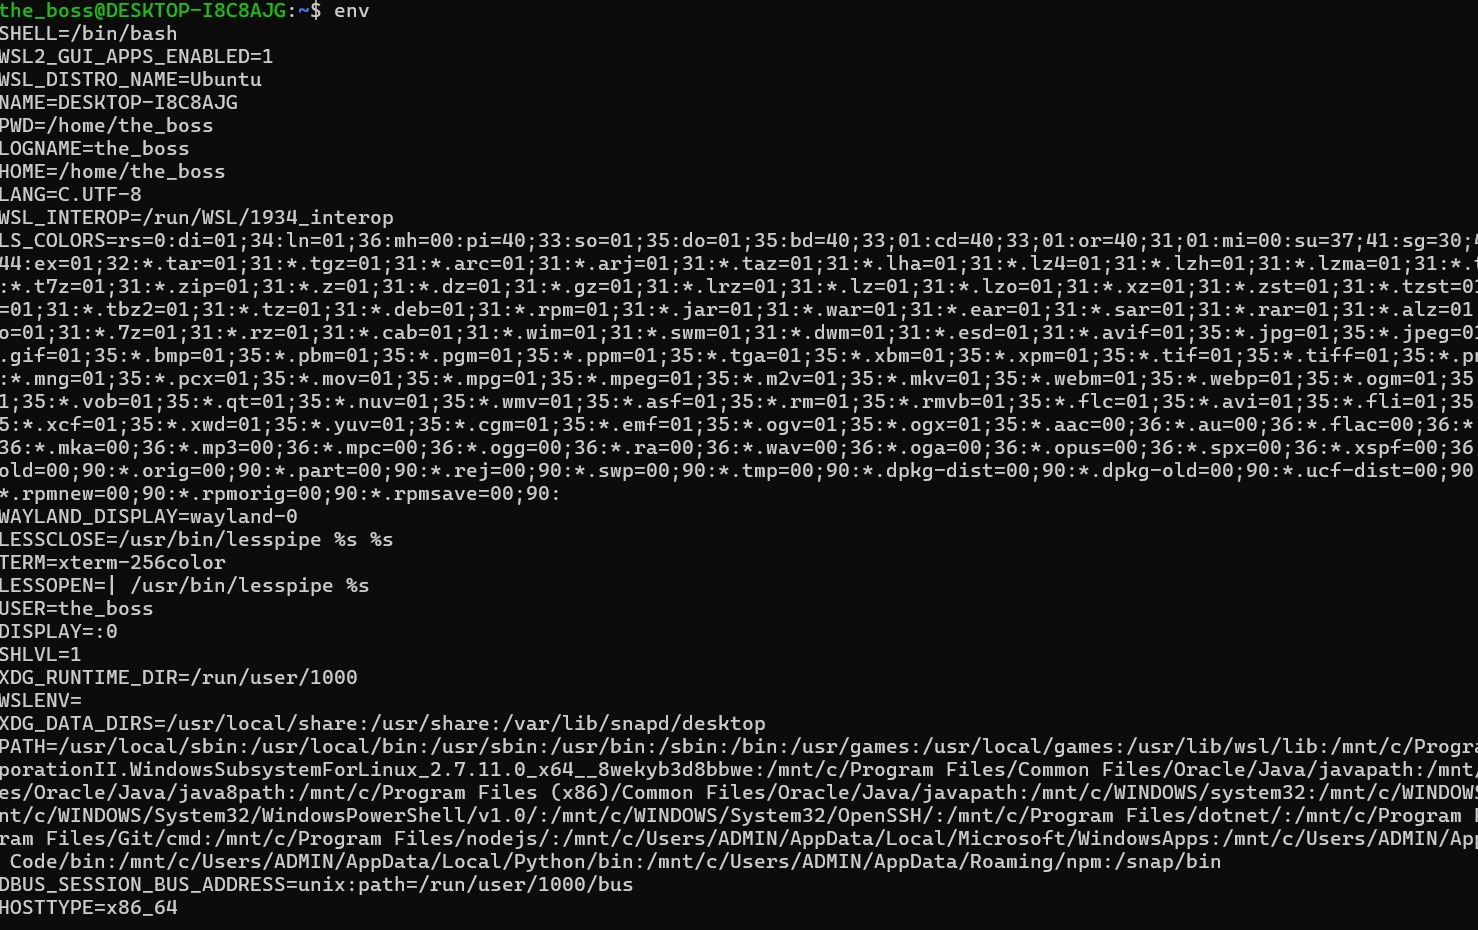 the_boss@DESKTOP-I8C8AJG:~$ env
SHELL=/bin/bash
WSL2_GUI_APPS_ENABLED=1
WSL_DISTRO_NAME=Ubuntu
NAME=DESKTOP-I8C8AJG
PWD=/home/the_boss
LOGNAME=the_boss
HOME=/home/the_boss
LANG=C.UTF-8
WSL_INTEROP=/run/WSL/1934_interop
LS_COLORS=rs=0:di=01;34:ln=01;36:mh=00:pi=40;33:so=01;35:do=01;35:bd=40;33;01:cd=40;33;01:or=40;31;01:mi=00:su=37;41:sg=30;
44:ex=01;32:*.tar=01;31:*.tgz=01;31:*.arc=01;31:*.arj=01;31:*.taz=01;31:*.lha=01;31:*.lz4=01;31:*.lzh=01;31:*.lzma=01;31:*.
:*.t7z=01;31:*.zip=01;31:*.z=01;31:*.dz=01;31:*.gz=01;31:*.lrz=01;31:*.lz=01;31:*.lzo=01;31:*.xz=01;31:*.zst=01;31:*.tzst=01
=01;31:*.tbz2=01;31:*.tz=01;31:*.deb=01;31:*.rpm=01;31:*.jar=01;31:*.war=01;31:*.ear=01;31:*.sar=01;31:*.rar=01;31:*.alz=01
o=01;31:*.7z=01;31:*.rz=01;31:*.cab=01;31:*.wim=01;31:*.swm=01;31:*.dwm=01;31:*.esd=01;31:*.avif=01;35:*.jpg=01;35:*.jpeg=01
.gif=01;35:*.bmp=01;35:*.pbm=01;35:*.pgm=01;35:*.ppm=01;35:*.tga=01;35:*.xbm=01;35:*.xpm=01;35:*.tif=01;35:*.tiff=01;35:*.p
:*.mng=01;35:*.pcx=01;35:*.mov=01;35:*.mpg=01;35:*.mpeg=01;35:*.m2v=01;35:*.mkv=01;35:*.webm=01;35:*.webp=01;35:*.ogm=01;35
1;35:*.vob=01;35:*.qt=01;35:*.nuv=01;35:*.wmv=01;35:*.asf=01;35:*.rm=01;35:*.rmvb=01;35:*.flc=01;35:*.avi=01;35:*.fli=01;35
5:*.xcf=01;35:*.xwd=01;35:*.yuv=01;35:*.cgm=01;35:*.emf=01;35:*.ogv=01;35:*.ogx=01;35:*.aac=00;36:*.au=00;36:*.flac=00;36:*
36:*.mka=00;36:*.mp3=00;36:*.mpc=00;36:*.ogg=00;36:*.ra=00;36:*.wav=00;36:*.oga=00;36:*.opus=00;36:*.spx=00;36:*.xspf=00;36
old=00;90:*.orig=00;90:*.part=00;90:*.rej=00;90:*.swp=00;90:*.tmp=00;90:*.dpkg-dist=00;90:*.dpkg-old=00;90:*.ucf-dist=00;90
*.rpmnew=00;90:*.rpmorig=00;90:*.rpmsave=00;90:
WAYLAND_DISPLAY=wayland-0
LESSCLOSE=/usr/bin/lesspipe %s %s
TERM=xterm-256color
LESSOPEN=| /usr/bin/lesspipe %s
USER=the_boss
DISPLAY=:0
SHLVL=1
XDG_RUNTIME_DIR=/run/user/1000
WSLENV=
XDG_DATA_DIRS=/usr/local/share:/usr/share:/var/lib/snapd/desktop
PATH=/usr/local/sbin:/usr/local/bin:/usr/sbin:/usr/bin:/sbin:/bin:/usr/games:/usr/local/games:/usr/lib/wsl/lib:/mnt/c/Progra
porationII.WindowsSubsystemForLinux_2.7.11.0_x64__8wekyb3d8bbwe:/mnt/c/Program Files/Common Files/Oracle/Java/javapath:/mnt/
es/Oracle/Java/java8path:/mnt/c/Program Files (x86)/Common Files/Oracle/Java/javapath:/mnt/c/WINDOWS/system32:/mnt/c/WINDOWS
nt/c/WINDOWS/System32/WindowsPowerShell/v1.0/:/mnt/c/WINDOWS/System32/OpenSSH/:/mnt/c/Program Files/dotnet/:/mnt/c/Program F
ram Files/Git/cmd:/mnt/c/Program Files/nodejs/:/mnt/c/Users/ADMIN/AppData/Local/Microsoft/WindowsApps:/mnt/c/Users/ADMIN/App
Code/bin:/mnt/c/Users/ADMIN/AppData/Local/Python/bin:/mnt/c/Users/ADMIN/AppData/Roaming/npm:/snap/bin
DBUS_SESSION_BUS_ADDRESS=unix:path=/run/user/1000/bus
HOSTTYPE=x86_64